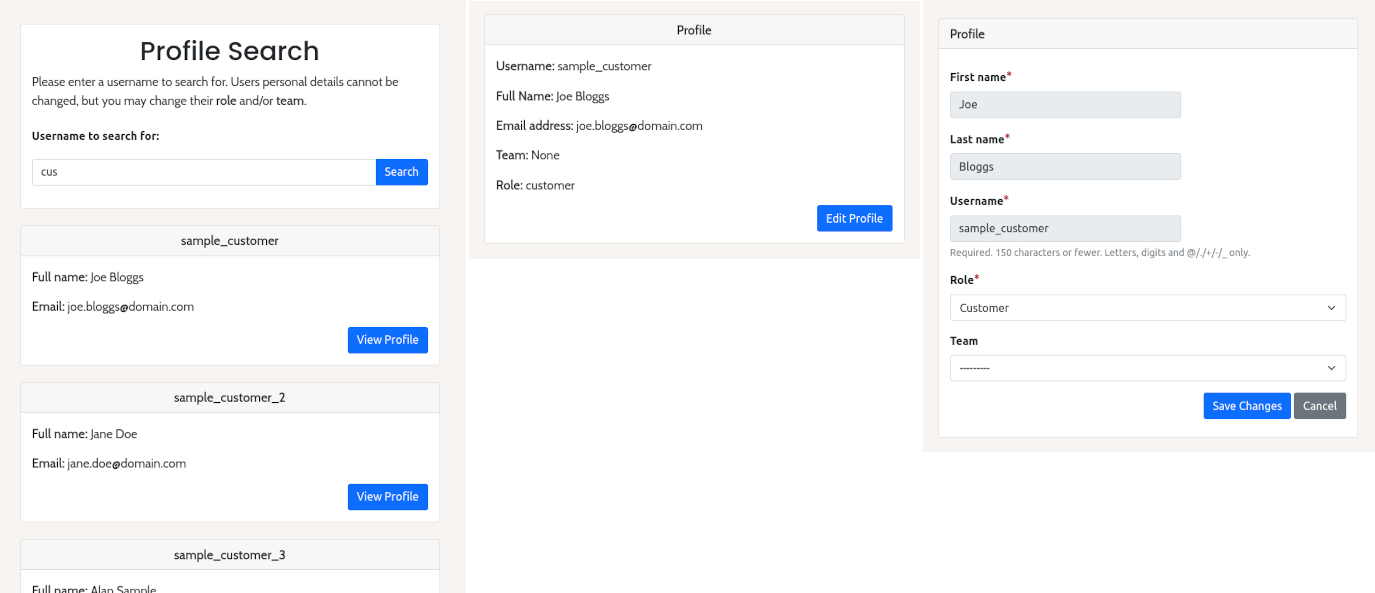 Profile Search
Please enter a username to search for. Users personal details cannot be
changed, but you may change their role and/or team.
Username to search for:
cus
Search
sample_customer
Full name: Joe Bloggs
Email: joe.bloggs@domain.com
View Profile
sample_customer_2
Full name: Jane Doe
Email: jane.doe@domain.com
View Profile
sample_customer_3
Full name: Alan Sample
Profile
Username: sample_customer
Full Name: Joe Bloggs
Email address: joe.bloggs@domain.com
Team: None
Role: customer
Edit Profile
Profile
First name*
Joe
Last name*
Bloggs
Username*
sample_customer
Required. 150 characters or fewer. Letters, digits and @/./+/-/_ only.
Role*
Customer
Team
---------
Save Changes
Cancel